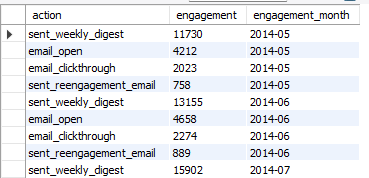 action engagement engagement_month
sent_weekly_digest 11730 2014-05
email_open 4212 2014-05
email_clickthrough 2023 2014-05
sent_reengagement_email 758 2014-05
sent_weekly_digest 13155 2014-06
email_open 4658 2014-06
email_clickthrough 2274 2014-06
sent_reengagement_email 889 2014-06
sent_weekly_digest 15902 2014-07